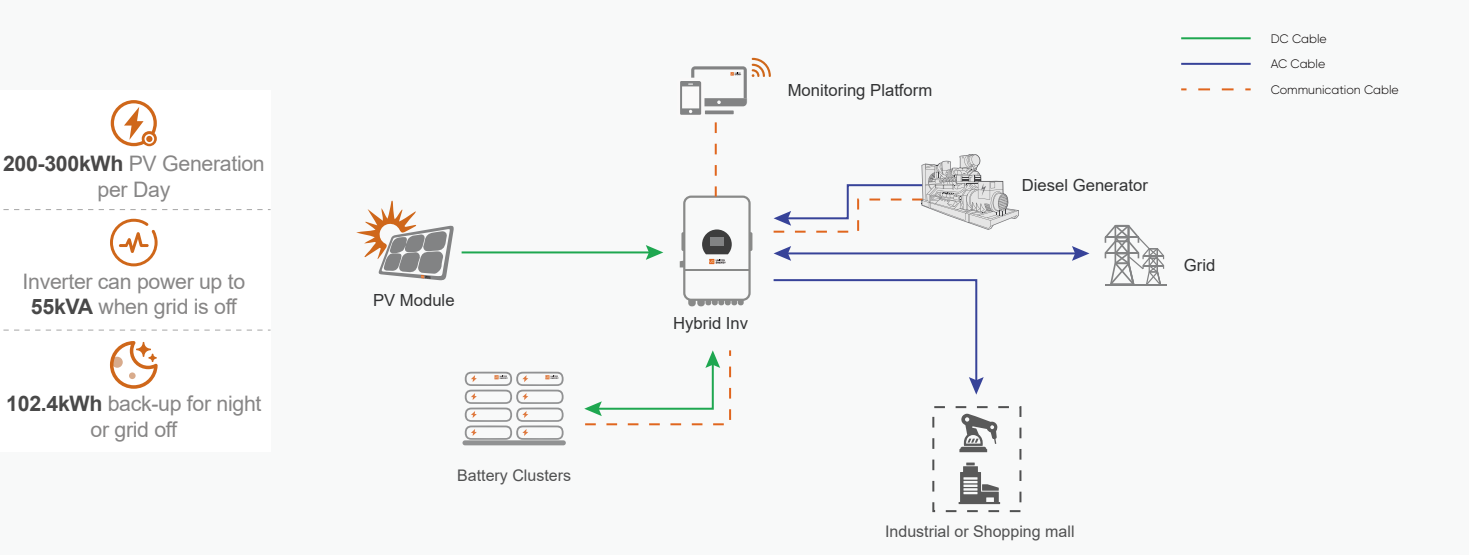 DC Cable
AC Cable
Communication Cable
Monitoring Platform
200-300kWh PV Generation
per Day
Inverter can power up to
55kVA when grid is off
102.4kWh back-up for night
or grid off
Diesel Generator
Grid
PV Module
Hybrid Inv
Battery Clusters
Industrial or Shopping mall